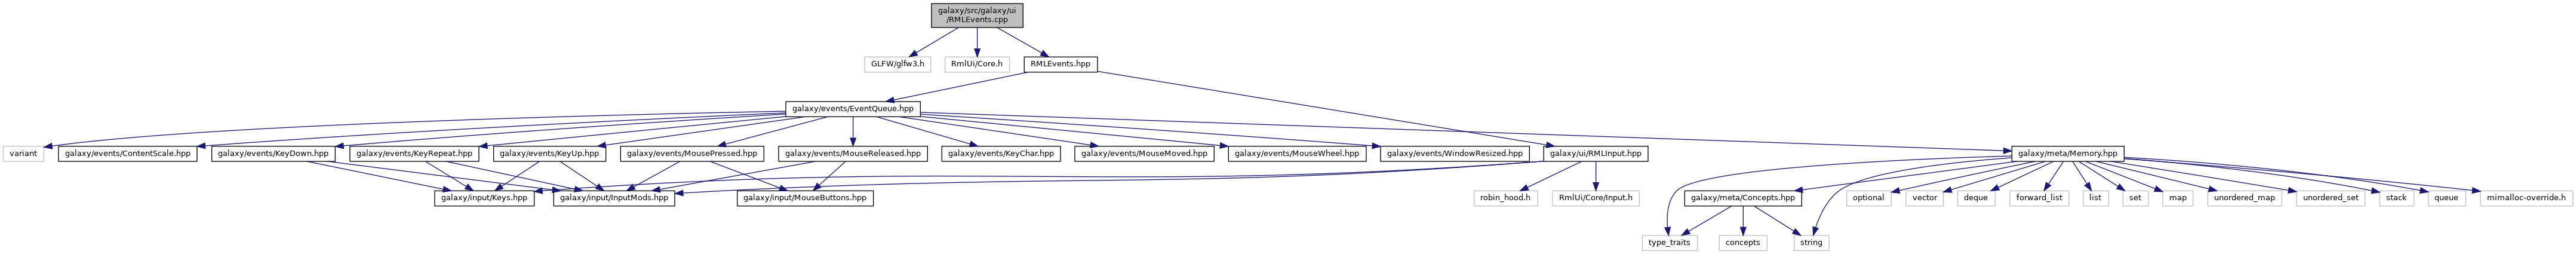 galaxy/src/galaxy/ui
/RMLEvents.cpp
GLFW/glfw3.h
RmlUi/Core.h
RMLEvents.hpp
galaxy/events/EventQueue.hpp
variant
galaxy/events/ContentScale.hpp
galaxy/events/KeyDown.hpp
galaxy/events/KeyRepeat.hpp
galaxy/events/KeyUp.hpp
galaxy/events/MousePressed.hpp
galaxy/events/MouseReleased.hpp
galaxy/events/KeyChar.hpp
galaxy/events/MouseMoved.hpp
galaxy/events/MouseWheel.hpp
galaxy/events/WindowResized.hpp
galaxy/ui/RMLInput.hpp
galaxy/meta/Memory.hpp
galaxy/input/Keys.hpp
galaxy/input/InputMods.hpp
galaxy/input/MouseButtons.hpp
robin_hood.h
RmlUi/Core/Input.h
galaxy/meta/Concepts.hpp
optional
vector
deque
forward_list
list
set
map
unordered_map
unordered_set
stack
queue
mimalloc-override.h
type_traits
concepts
string